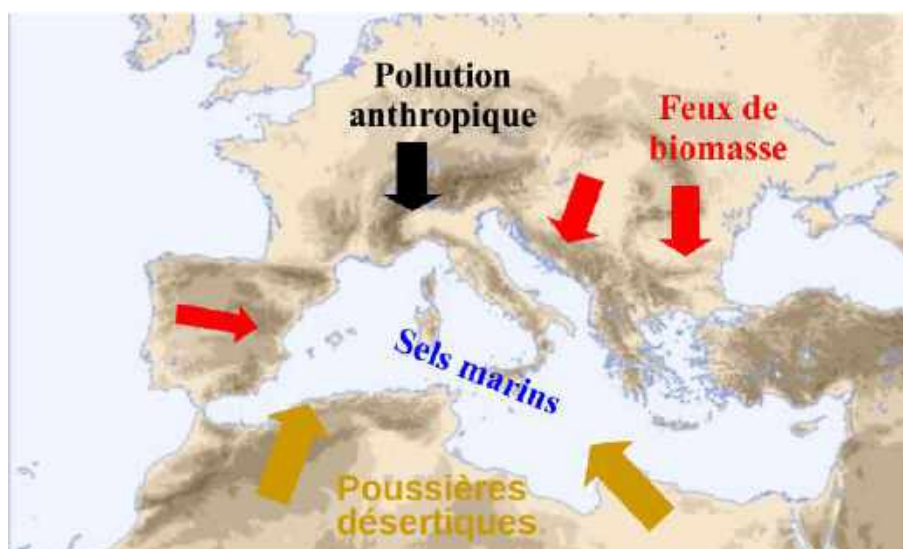 Pollution
anthropique
Feux de
biomasse
Sels marins
Poussières
désertiques